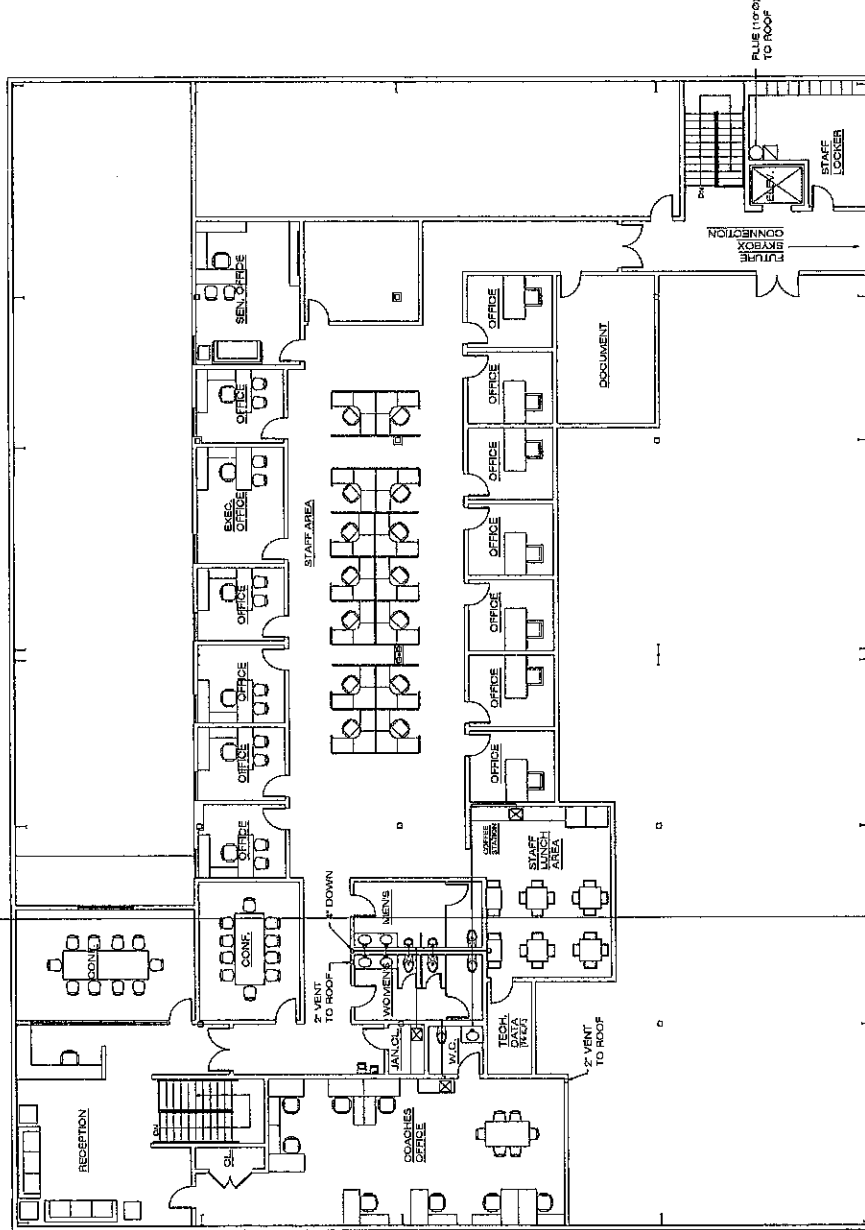 FLUE (10"Ø)
TO ROOF
STAFF
LOCKER
ELEV.
DN
FUTURE
SKYBOX
CONNECTION
SEN. OFFICE
OFFICE
EXEC.
OFFICE
OFFICE
OFFICE
OFFICE
OFFICE
STAFF AREA
OFFICE
OFFICE
OFFICE
OFFICE
OFFICE
OFFICE
OFFICE
DOCUMENT
CONF.
CONF.
2" VENT
TO ROOF
4" DOWN
MEN'S
WOMEN'S
COFFEE
STATION
STAFF
LUNCH
AREA
JAN.CL.
W.C.
TECH.
DATA
2" VENT
TO ROOF
RECEPTION
DN
CL.
COACHES
OFFICE